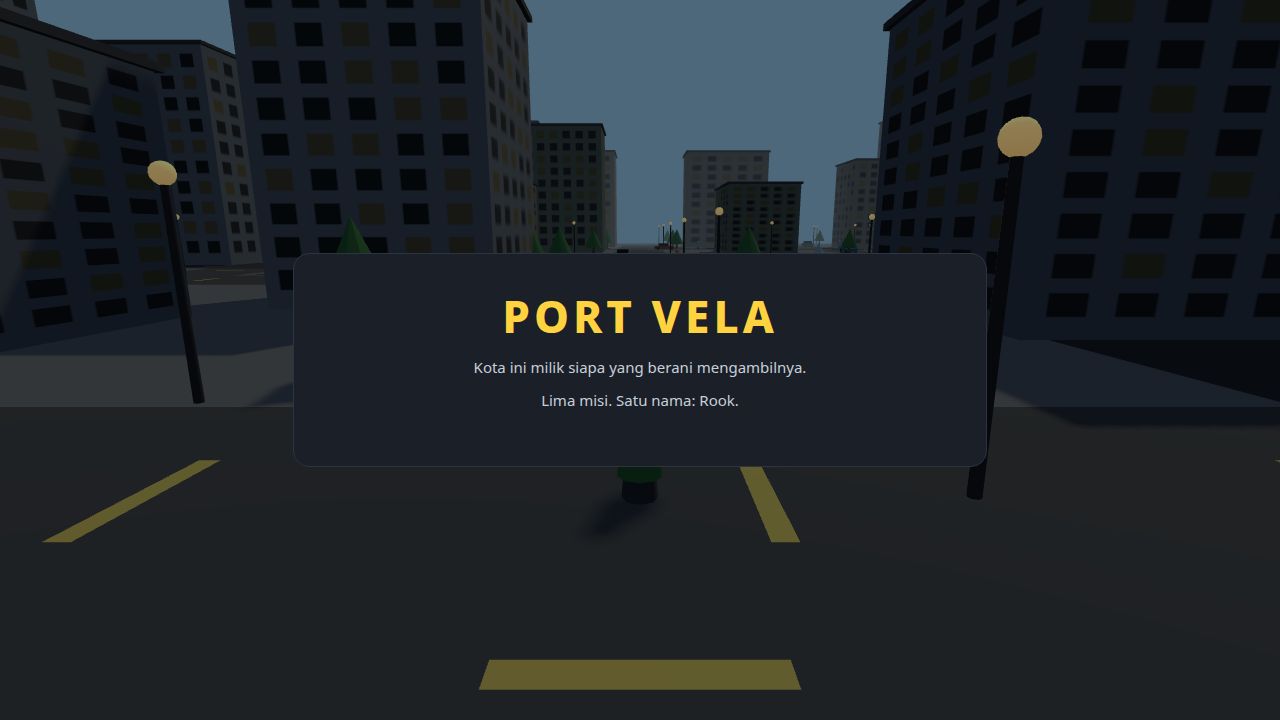 PORT VELA
Kota ini milik siapa yang berani mengambilnya.
Lima misi. Satu nama: Rook.